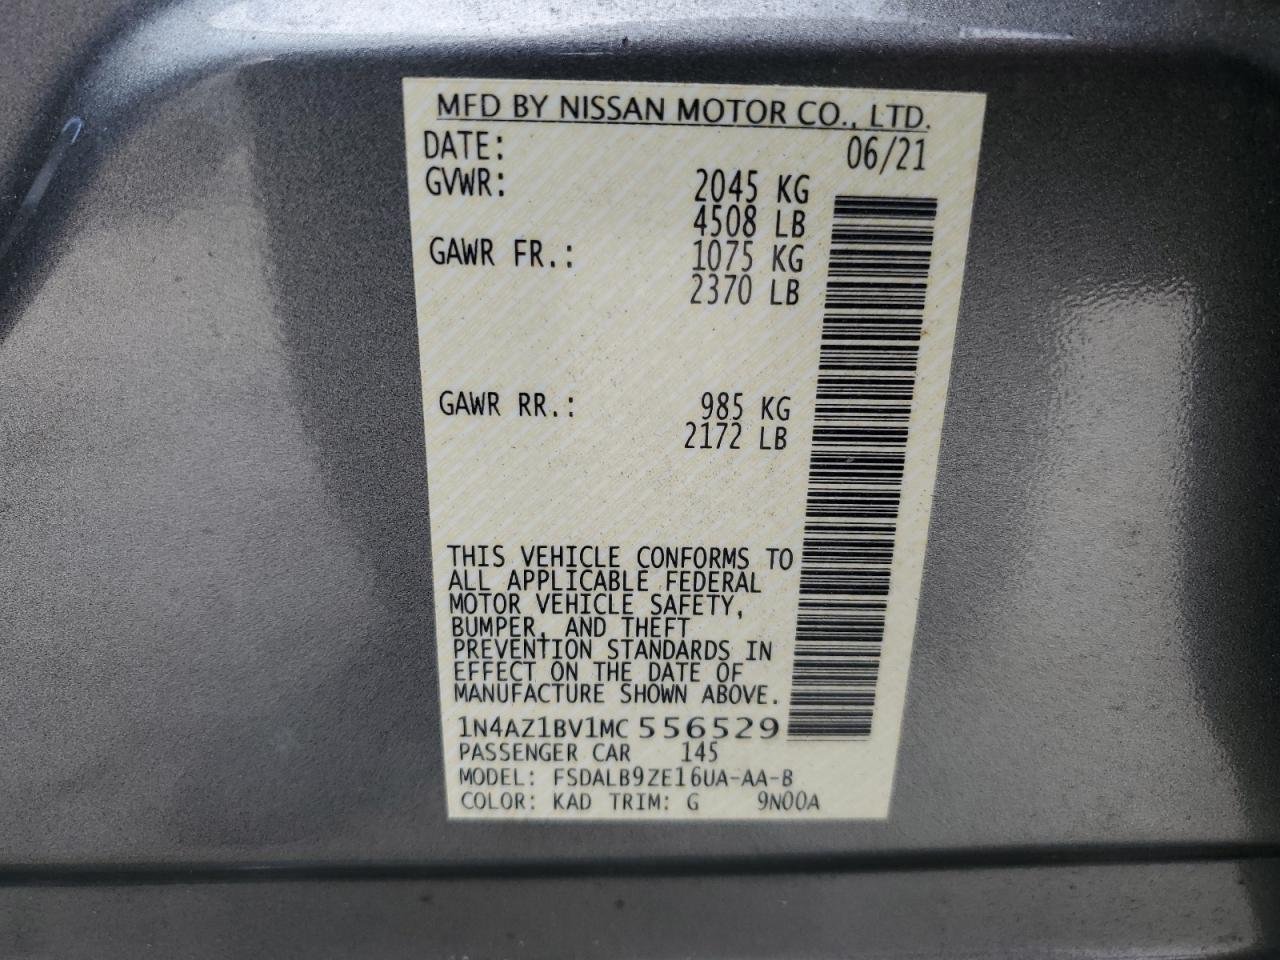 MFD BY NISSAN MOTOR CO., LTD.
DATE: 06/21
GVWR: 2045 KG
4508 LB
GAWR FR.: 1075 KG
2370 LB
GAWR RR.: 985 KG
2172 LB
THIS VEHICLE CONFORMS TO
ALL APPLICABLE FEDERAL
MOTOR VEHICLE SAFETY,
BUMPER, AND THEFT
PREVENTION STANDARDS IN
EFFECT ON THE DATE OF
MANUFACTURE SHOWN ABOVE.
1N4AZ1BV1MC 556529
PASSENGER CAR 145
MODEL: FSDALB9ZE16UA-AA-B
COLOR: KAD TRIM: G 9N00A